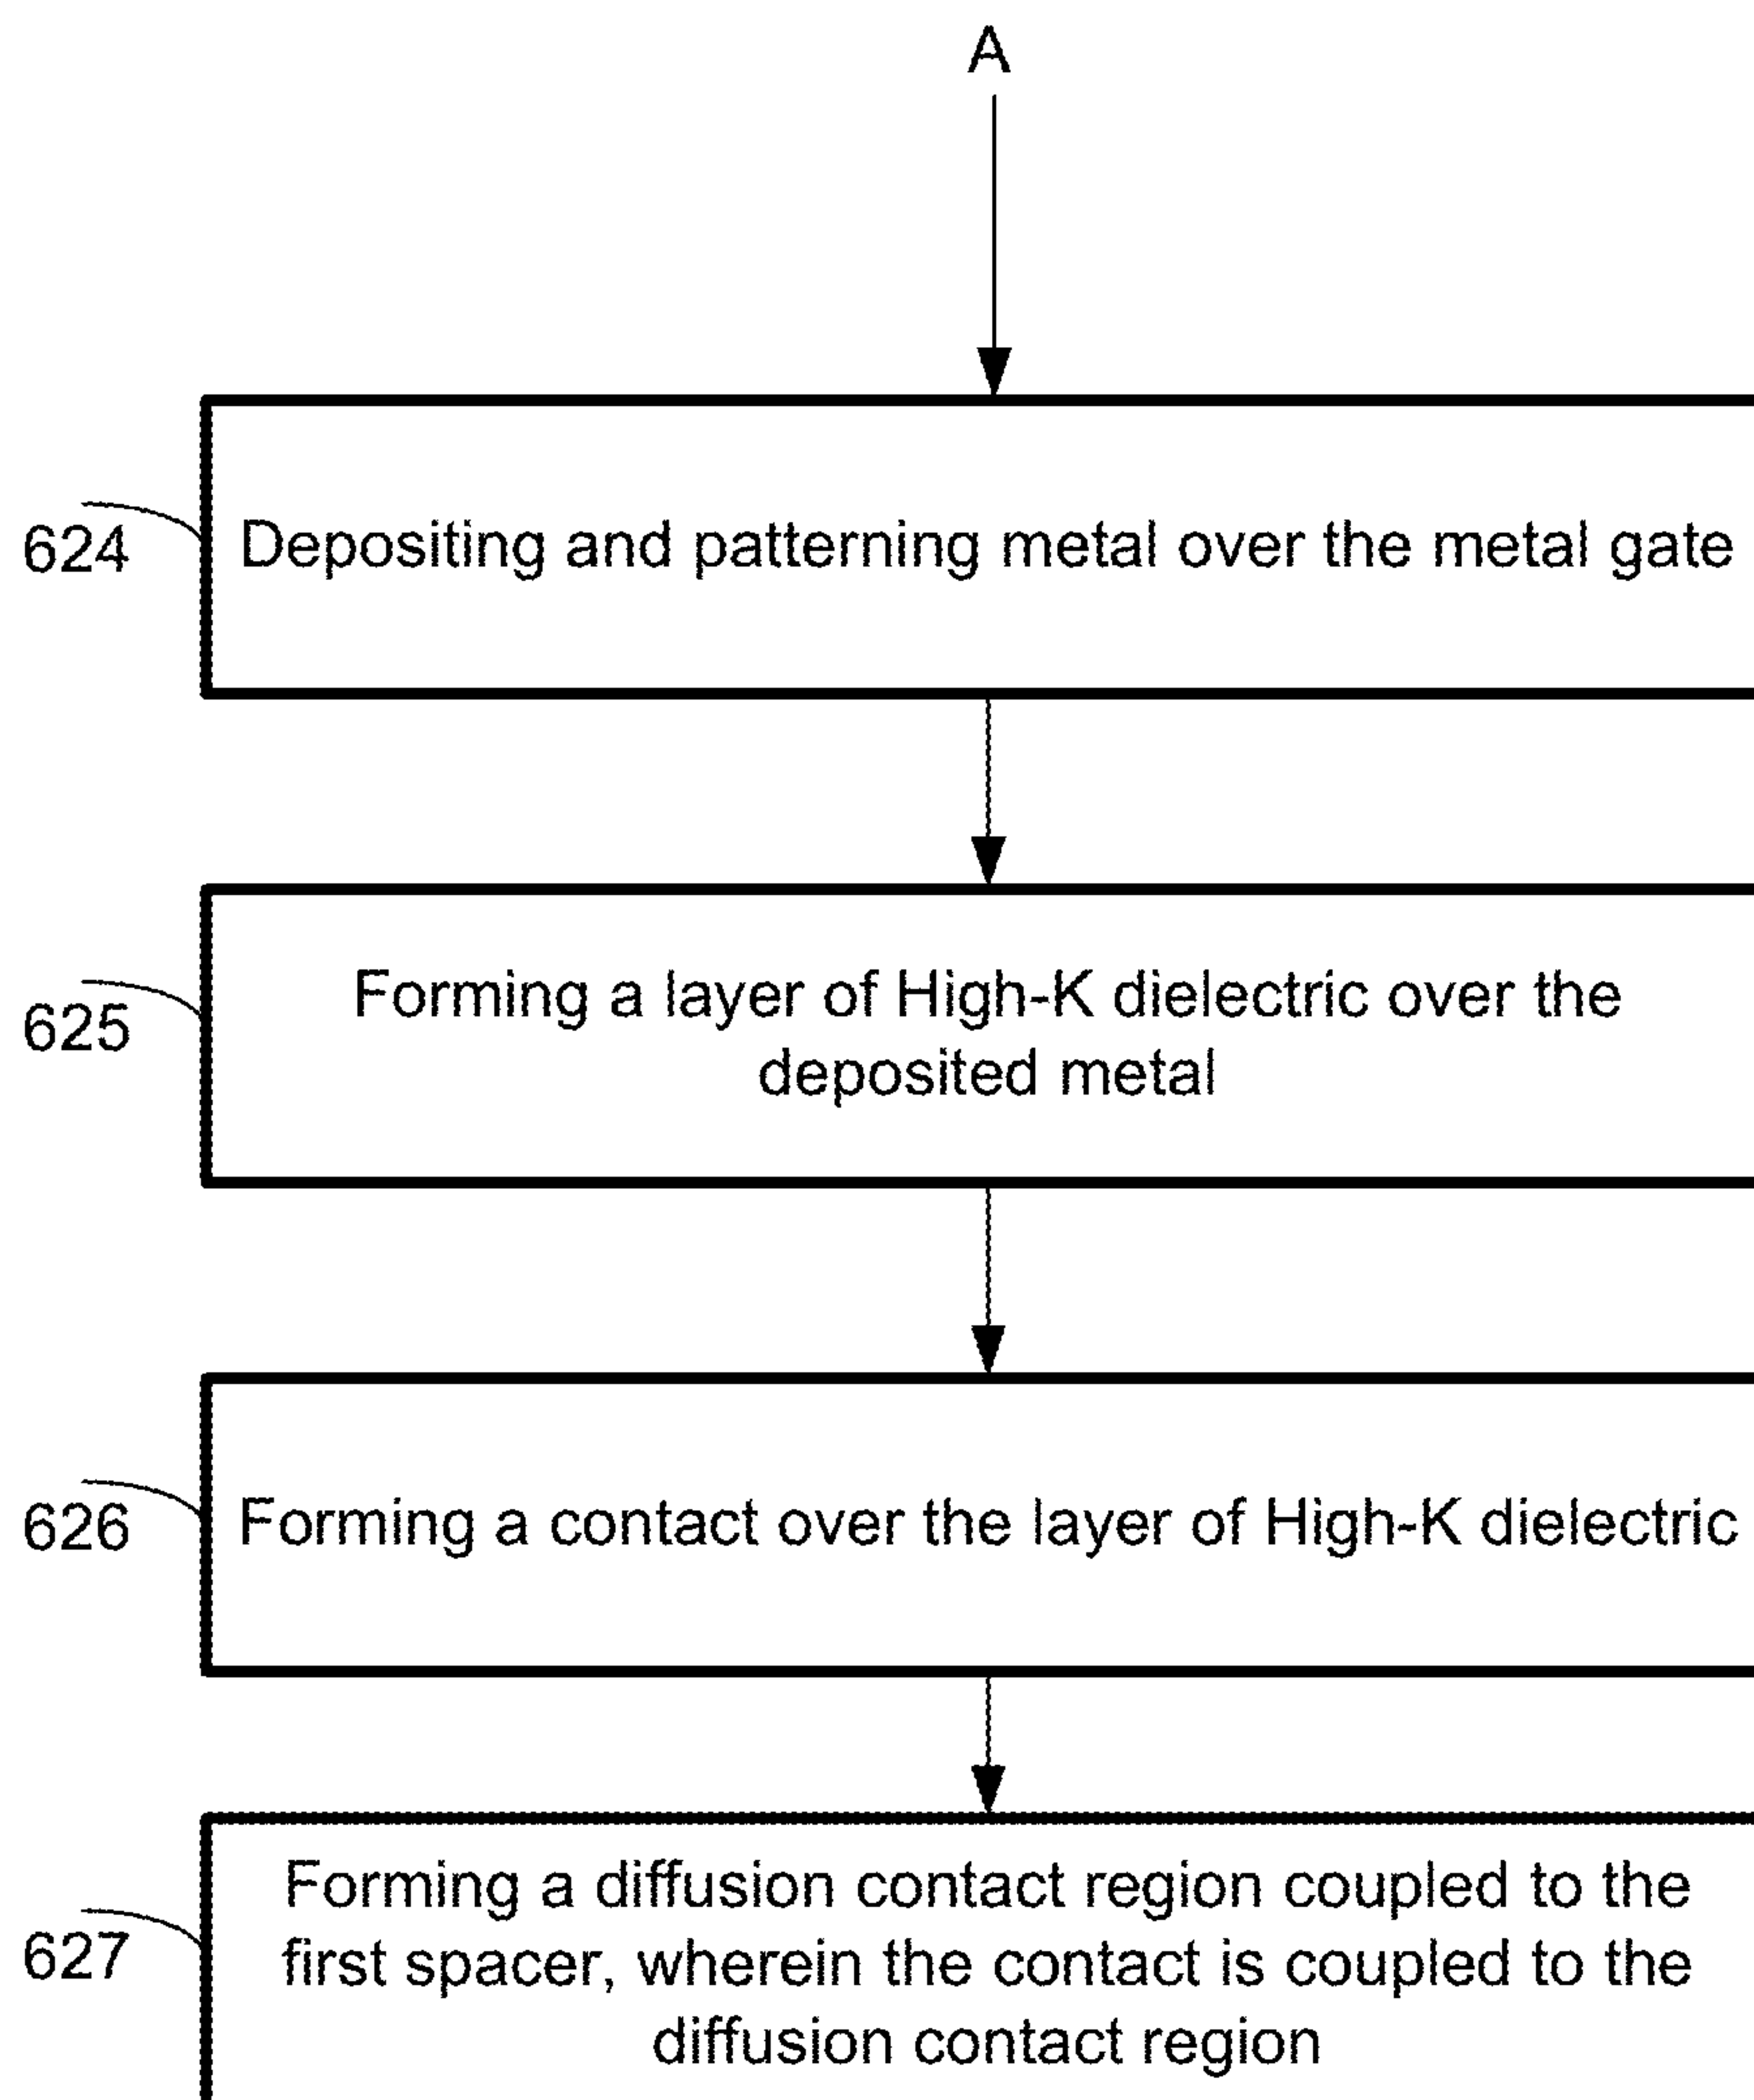 A
624
Depositing and patterning metal over the metal gate
625
Forming a layer of High-K dielectric over the
deposited metal
626
Forming a contact over the layer of High-K dielectric
627
Forming a diffusion contact region coupled to the
first spacer, wherein the contact is coupled to the
diffusion contact region